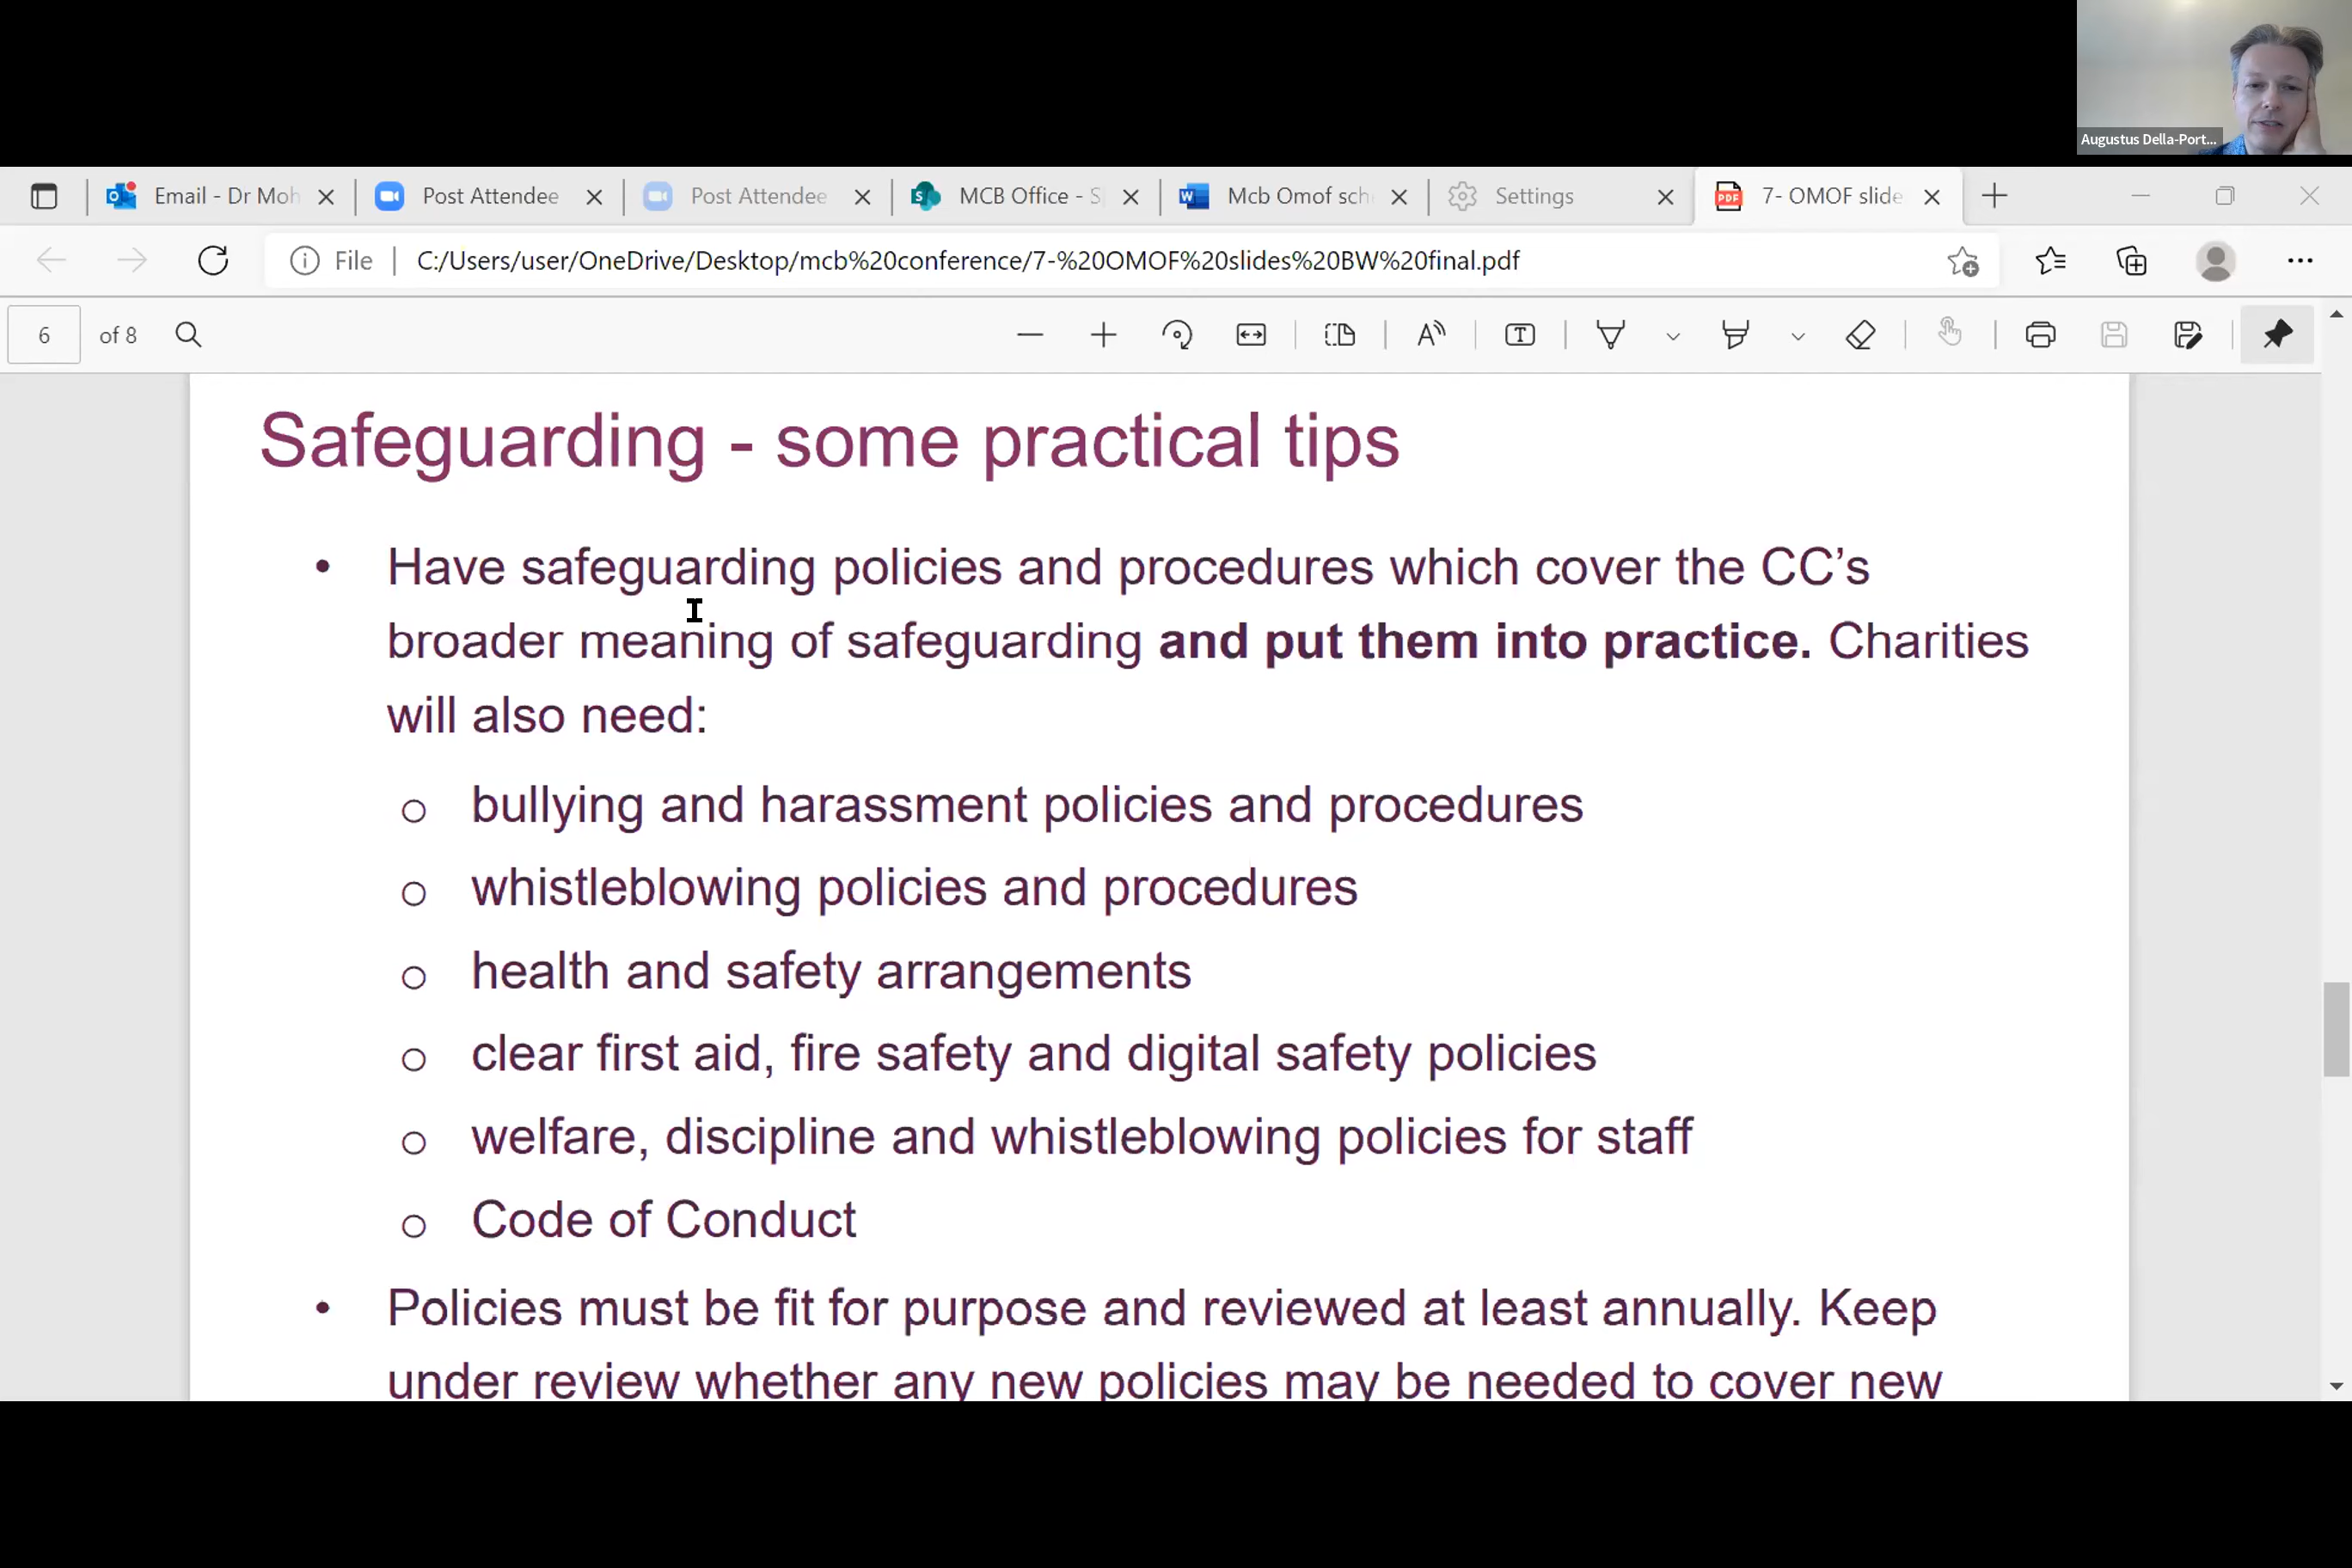 Augustus Della-Port...
Email - Dr Moh
Post Attendee
Post Attendee
MCB Office - S
Mcb Omof sch
Settings
PDF
7- OMOF slide
File
C:/Users/user/OneDrive/Desktop/mcb%20conference/7-%20OMOF%20slides%20BW%20final.pdf
6 of 8
Safeguarding - some practical tips
• Have safeguarding policies and procedures which cover the CC’s
broader meaning of safeguarding and put them into practice. Charities
will also need:
o bullying and harassment policies and procedures
o whistleblowing policies and procedures
o health and safety arrangements
o clear first aid, fire safety and digital safety policies
o welfare, discipline and whistleblowing policies for staff
o Code of Conduct
• Policies must be fit for purpose and reviewed at least annually. Keep
under review whether any new policies may be needed to cover new